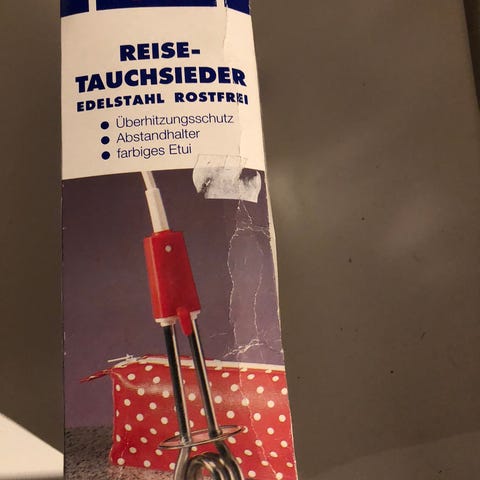 REISE-
TAUCHSIEDER
EDELSTAHL ROSTFREI
● Überhitzungsschutz
● Abstandhalter
● farbiges Etui